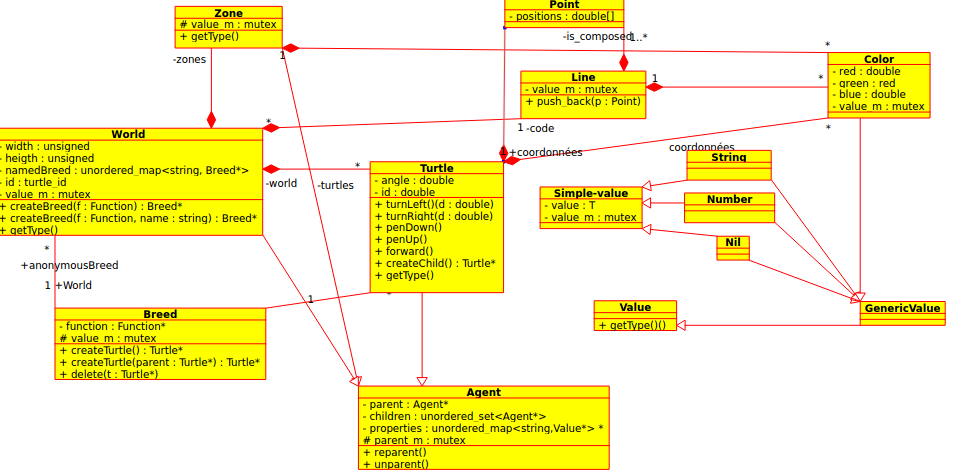 Zone
# value_m : mutex
+ getType()
Point
- positions : double[]
-is_composed
1..*
Line
- value_m : mutex
+ push_back(p : Point)
1
*
Color
- red : double
- green : red
- blue : double
- value_m : mutex
*
*
1
-zones
*
1 -code
World
- width : unsigned
- heigth : unsigned
- namedBreed : unordered_map<string, Breed*>
- id : turtle_id
- value_m : mutex
+ createBreed(f : Function) : Breed*
+ createBreed(f : Function, name : string) : Breed*
+ getType()
-world
*
-turtles
+coordonnées
coordonnées
Turtle
- angle : double
- id : double
+ turnLeft()(d : double)
+ turnRight(d : double)
+ penDown()
+ penUp()
+ forward()
+ createChild() : Turtle*
+ getType()
String
Simple-value
- value : T
- value_m : mutex
Number
Nil
*
+anonymousBreed
1 +World
1
*
Breed
- function : Function*
# value_m : mutex
+ createTurtle() : Turtle*
+ createTurtle(parent : Turtle*) : Turtle*
+ delete(t : Turtle*)
Value
+ getType()()
GenericValue
Agent
- parent : Agent*
- children : unordered_set<Agent*>
- properties : unordered_map<string,Value*> *
# parent_m : mutex
+ reparent()
+ unparent()